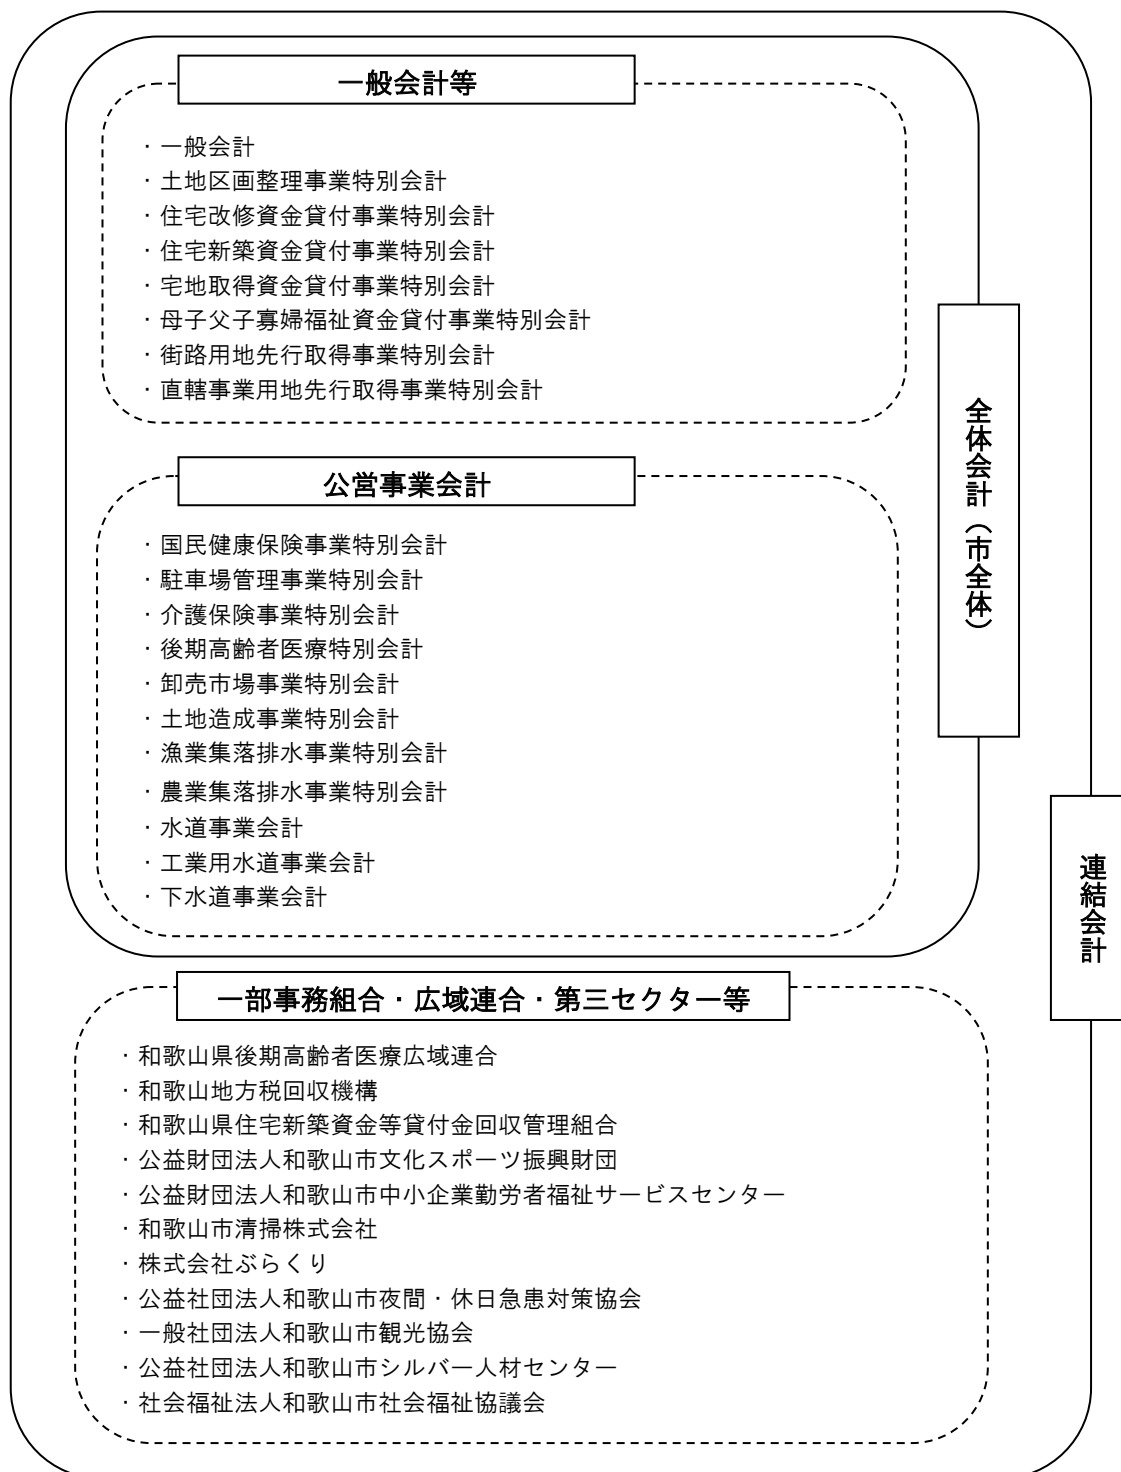 一般会計等
・一般会計
・土地区画整理事業特別会計
・住宅改修資金貸付事業特別会計
・住宅新築資金貸付事業特別会計
・宅地取得資金貸付事業特別会計
・母子父子寡婦福祉資金貸付事業特別会計
・街路用地先行取得事業特別会計
・直轄事業用地先行取得事業特別会計
公営事業会計
・国民健康保険事業特別会計
・駐車場管理事業特別会計
・介護保険事業特別会計
・後期高齢者医療特別会計
・卸売市場事業特別会計
・土地造成事業特別会計
・漁業集落排水事業特別会計
・農業集落排水事業特別会計
・水道事業会計
・工業用水道事業会計
・下水道事業会計
全体会計（市全体）
一部事務組合・広域連合・第三セクター等
・和歌山県後期高齢者医療広域連合
・和歌山地方税回収機構
・和歌山県住宅新築資金等貸付金回収管理組合
・公益財団法人和歌山市文化スポーツ振興財団
・公益財団法人和歌山市中小企業勤労者福祉サービスセンター
・和歌山市清掃株式会社
・株式会社ぶらくり
・公益社団法人和歌山市夜間・休日急患対策協会
・一般社団法人和歌山市観光協会
・公益社団法人和歌山市シルバー人材センター
・社会福祉法人和歌山市社会福祉協議会
連結会計